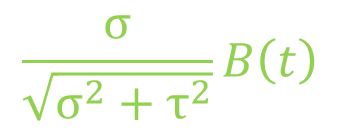 σ/√(σ² + τ²) B(t)